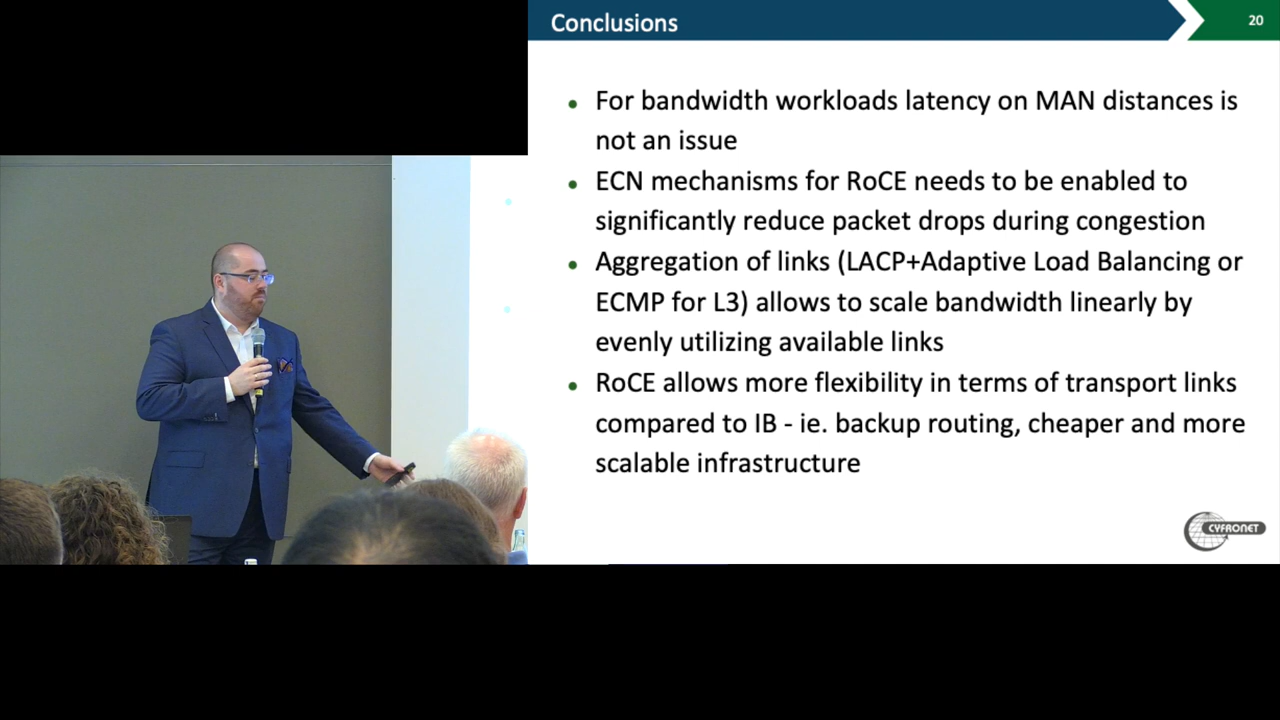 Conclusions
20
• For bandwidth workloads latency on MAN distances is
not an issue
• ECN mechanisms for RoCE needs to be enabled to
significantly reduce packet drops during congestion
• Aggregation of links (LACP+Adaptive Load Balancing or
ECMP for L3) allows to scale bandwidth linearly by
evenly utilizing available links
• RoCE allows more flexibility in terms of transport links
compared to IB - ie. backup routing, cheaper and more
scalable infrastructure
CYFRONET